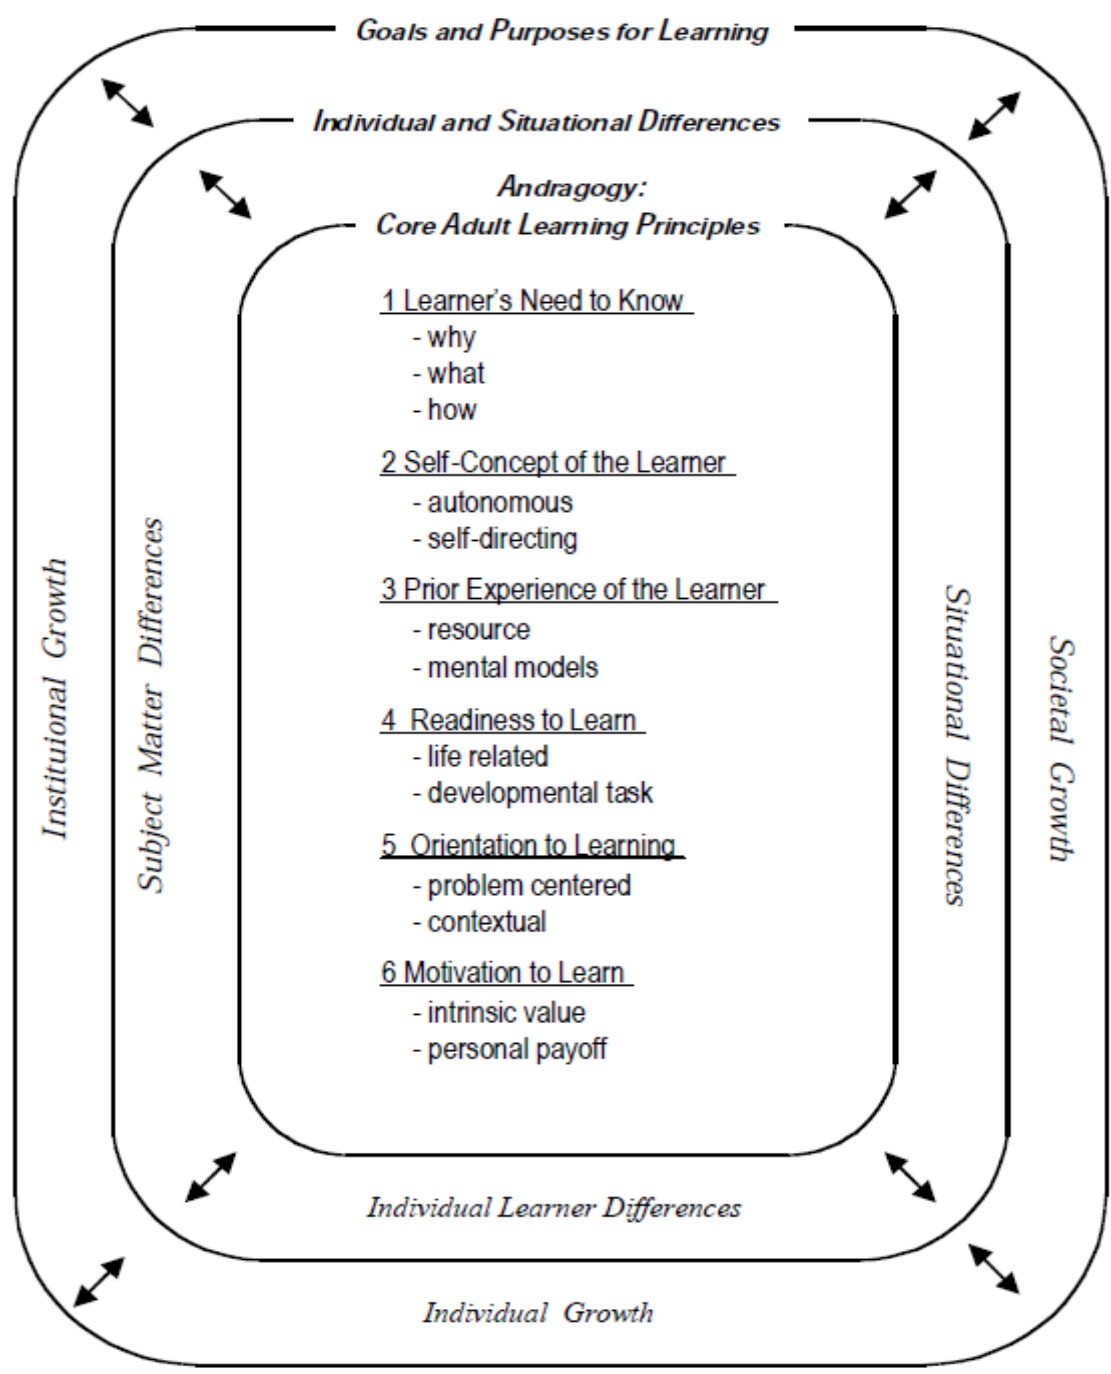 Goals and Purposes for Learning
Individual and Situational Differences
Andragogy:
Core Adult Learning Principles
1 Learner's Need to Know
- why
- what
- how
2 Self-Concept of the Learner
- autonomous
- self-directing
3 Prior Experience of the Learner
- resource
- mental models
4 Readiness to Learn
- life related
- developmental task
5 Orientation to Learning
- problem centered
- contextual
6 Motivation to Learn
- intrinsic value
- personal payoff
Instituional Growth
Subject Matter Differences
Situational Differences
Societal Growth
Individual Learner Differences
Individual Growth